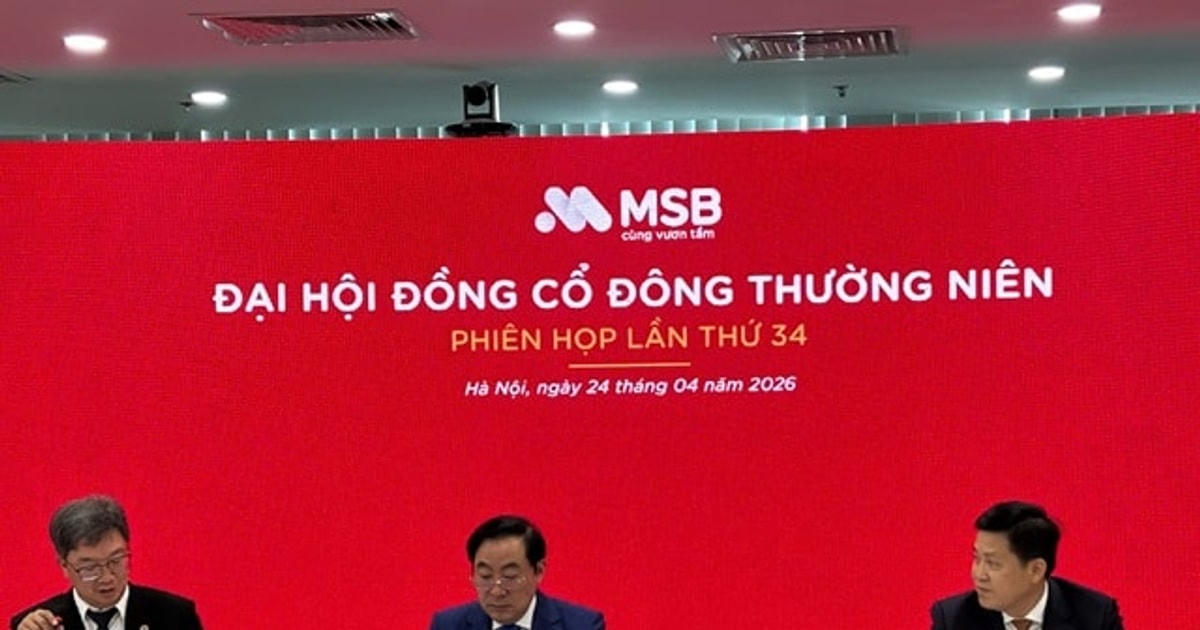 MSB
cùng vươn tầm
ĐẠI HỘI ĐỒNG CỔ ĐÔNG THƯỜNG NIÊN
PHIÊN HỌP LẦN THỨ 34
Hà Nội, ngày 24 tháng 04 năm 2026